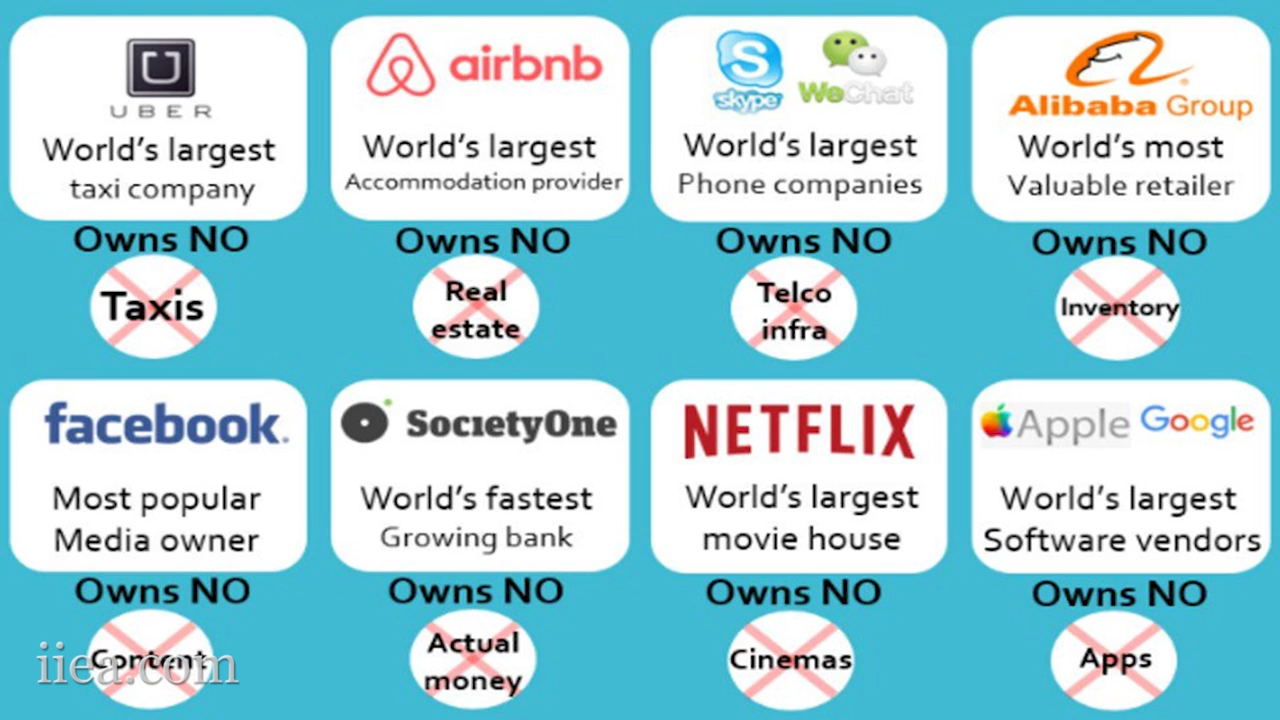 UBER
World's largest
taxi company
Owns NO
Taxis
airbnb
World's largest
Accommodation provider
Owns NO
Real
estate
skype
WeChat
World's largest
Phone companies
Owns NO
Telco
infra
Alibaba Group
World's most
Valuable retailer
Owns NO
Inventory
facebook.
Most popular
Media owner
Owns NO
Content
SocietyOne
World's fastest
Growing bank
Owns NO
Actual
money
NETFLIX
World's largest
movie house
Owns NO
Cinemas
Apple Google
World's largest
Software vendors
Owns NO
Apps
iiea.com